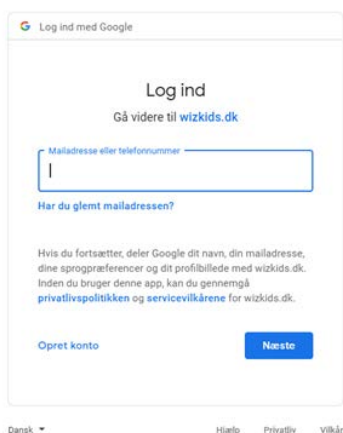 Log ind med Google
Log ind
Gå videre til wizkids.dk
Mailadresse eller telefonnummer
Har du glemt mailadressen?
Hvis du fortsætter, deler Google dit navn, din mailadresse,
dine sprogpræferencer og dit profilbillede med wizkids.dk.
Inden du bruger denne app, kan du gennemgå
privatlivspolitikken og servicevilkårene for wizkids.dk.
Opret konto Næste
Dansk Hjælp Privatliv Vilkår